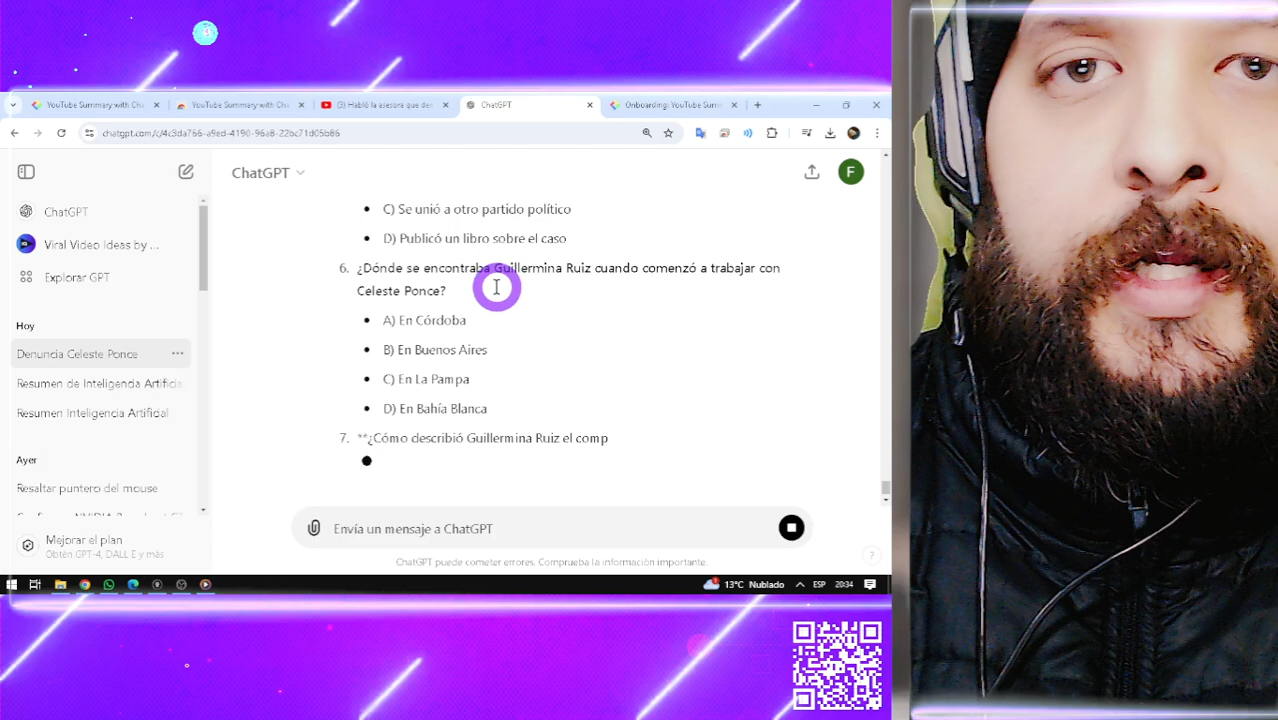 YouTube Summary with Cha
YouTube Summary with Cha
(3) Habló la asesora que de
ChatGPT
Onboarding: YouTube Sum
chatgpt.com/c/4c3da766-a9ed-4190-96a8-22bc71d05b86
ChatGPT
F
ChatGPT
Viral Video Ideas by ...
Explorar GPT
Hoy
Denuncia Celeste Ponce
Resumen de Inteligencia Artificia
Resumen Inteligencia Artificial
Ayer
Resaltar puntero del mouse
Mejorar el plan
Obtén GPT-4, DALL·E y más
C) Se unió a otro partido político
D) Publicó un libro sobre el caso
6. ¿Dónde se encontraba Guillermina Ruiz cuando comenzó a trabajar con
Celeste Ponce?
A) En Córdoba
B) En Buenos Aires
C) En La Pampa
D) En Bahía Blanca
7. **¿Cómo describió Guillermina Ruiz el comp
Envía un mensaje a ChatGPT
ChatGPT puede cometer errores. Comprueba la información importante.
?
13°C Nublado
ESP
20:34